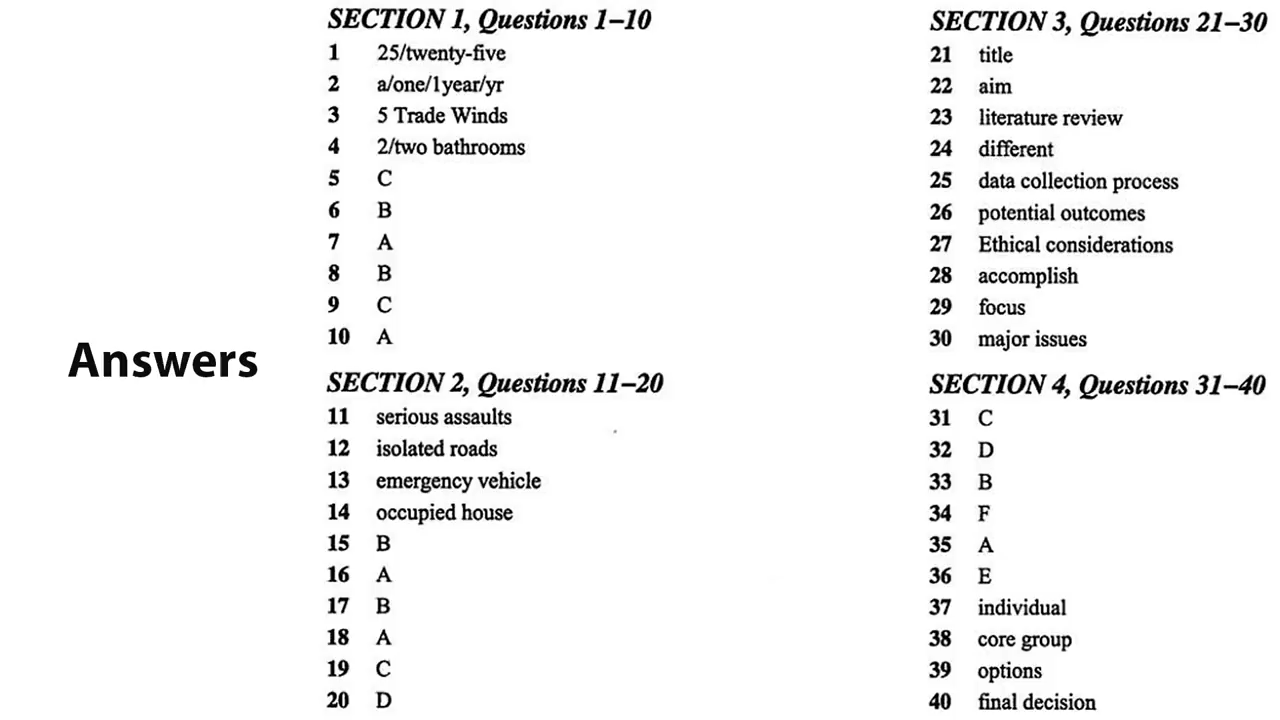 Answers
SECTION 1, Questions 1–10
1 25/twenty-five
2 a/one/1year/yr
3 5 Trade Winds
4 2/two bathrooms
5 C
6 B
7 A
8 B
9 C
10 A
SECTION 2, Questions 11–20
11 serious assaults
12 isolated roads
13 emergency vehicle
14 occupied house
15 B
16 A
17 B
18 A
19 C
20 D
SECTION 3, Questions 21–30
21 title
22 aim
23 literature review
24 different
25 data collection process
26 potential outcomes
27 Ethical considerations
28 accomplish
29 focus
30 major issues
SECTION 4, Questions 31–40
31 C
32 D
33 B
34 F
35 A
36 E
37 individual
38 core group
39 options
40 final decision